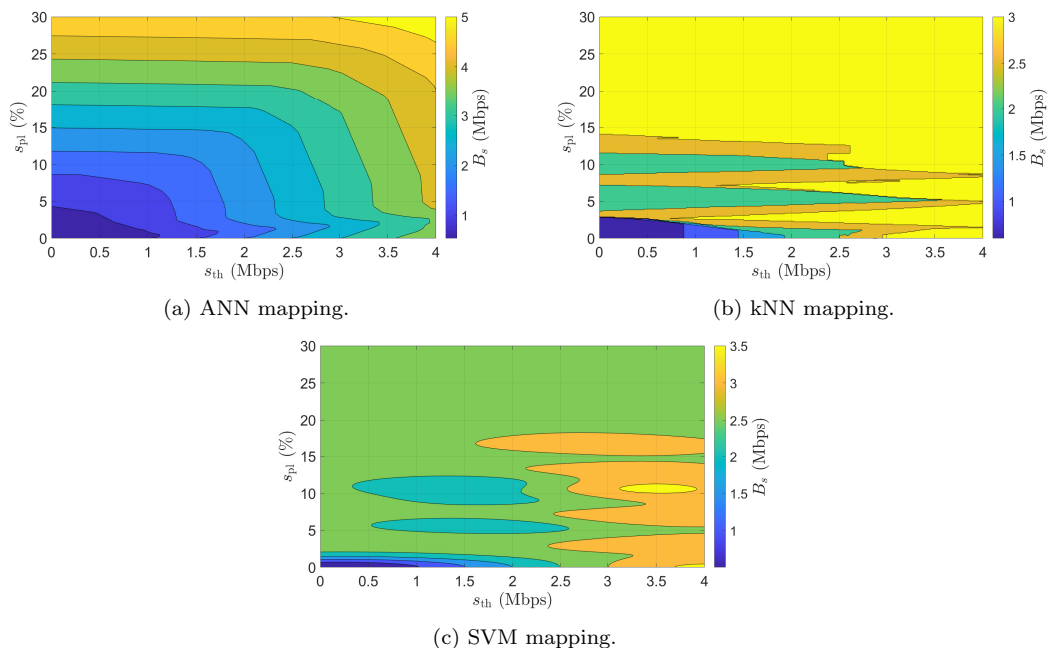 30
25
20
15
10
5
0
s_pl (%)
0 0.5 1 1.5 2 2.5 3 3.5 4
s_th (Mbps)
5
4
3
2
1
B_s (Mbps)
(a) ANN mapping.
30
25
20
15
10
5
0
s_pl (%)
0 0.5 1 1.5 2 2.5 3 3.5 4
s_th (Mbps)
3
2.5
2
1.5
1
B_s (Mbps)
(b) kNN mapping.
30
25
20
15
10
5
0
s_pl (%)
0 0.5 1 1.5 2 2.5 3 3.5 4
s_th (Mbps)
3.5
3
2.5
2
1.5
1
B_s (Mbps)
(c) SVM mapping.